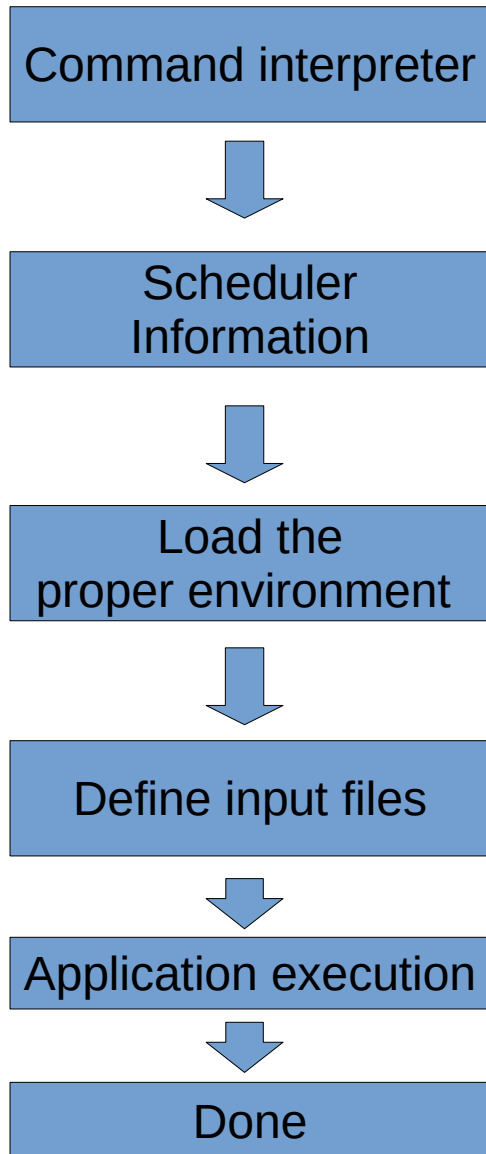 Command interpreter
Scheduler
Information
Load the
proper environment
Define input files
Application execution
Done